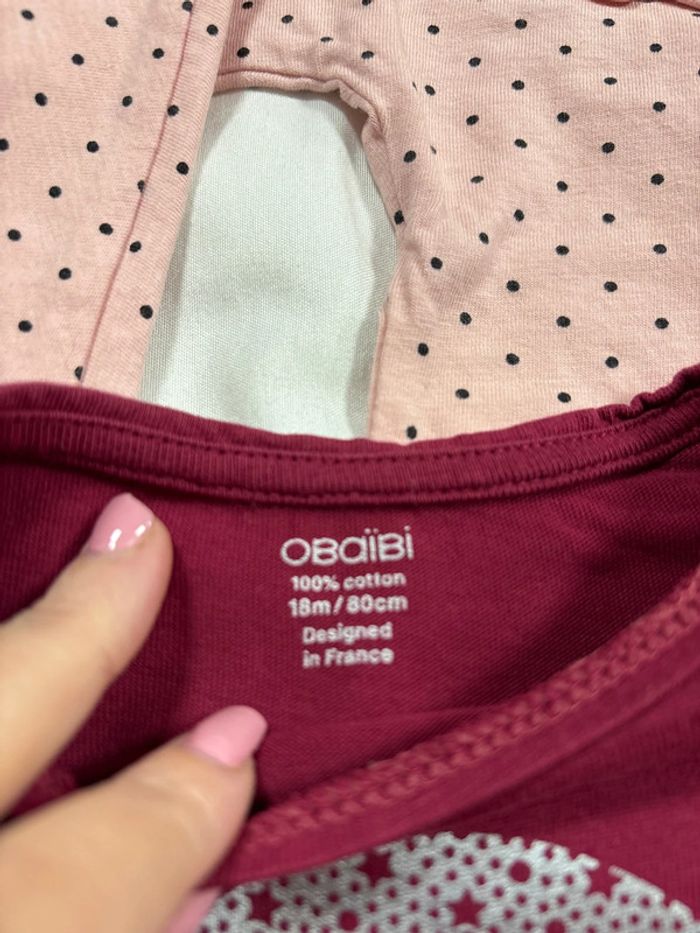 OBaïBi
100% cotton
18m/80cm
Designed
in France